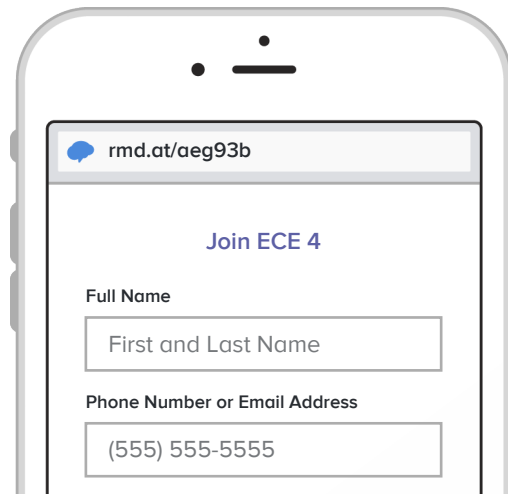 rmd.at/aeg93b
Join ECE 4
Full Name
First and Last Name
Phone Number or Email Address
(555) 555-5555